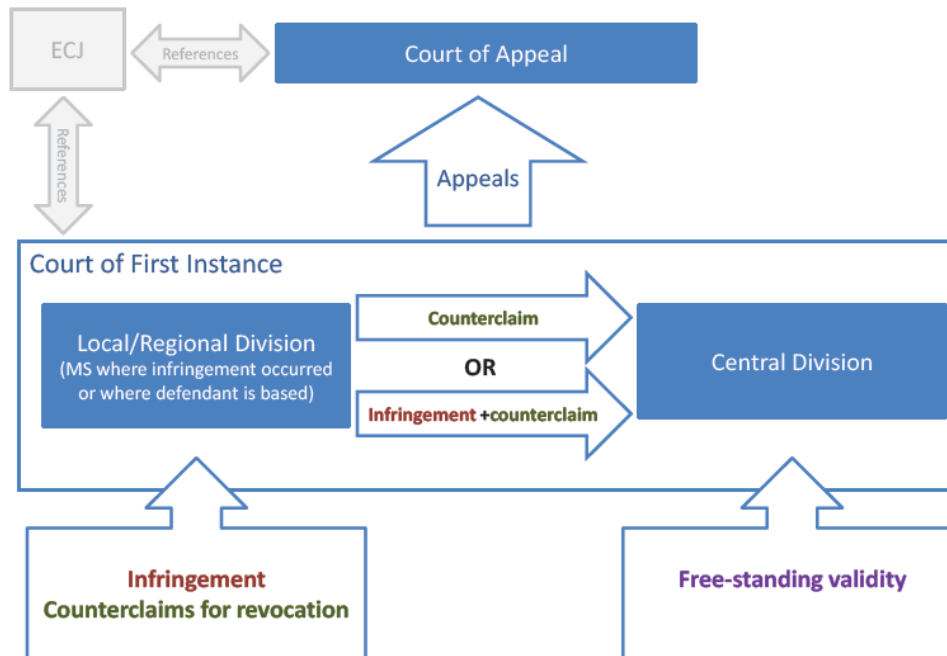 ECJ
References
Court of Appeal
References
Appeals
Court of First Instance
Local/Regional Division
(MS where infringement occurred
or where defendant is based)
Counterclaim
OR
Infringement +counterclaim
Central Division
Infringement
Counterclaims for revocation
Free-standing validity